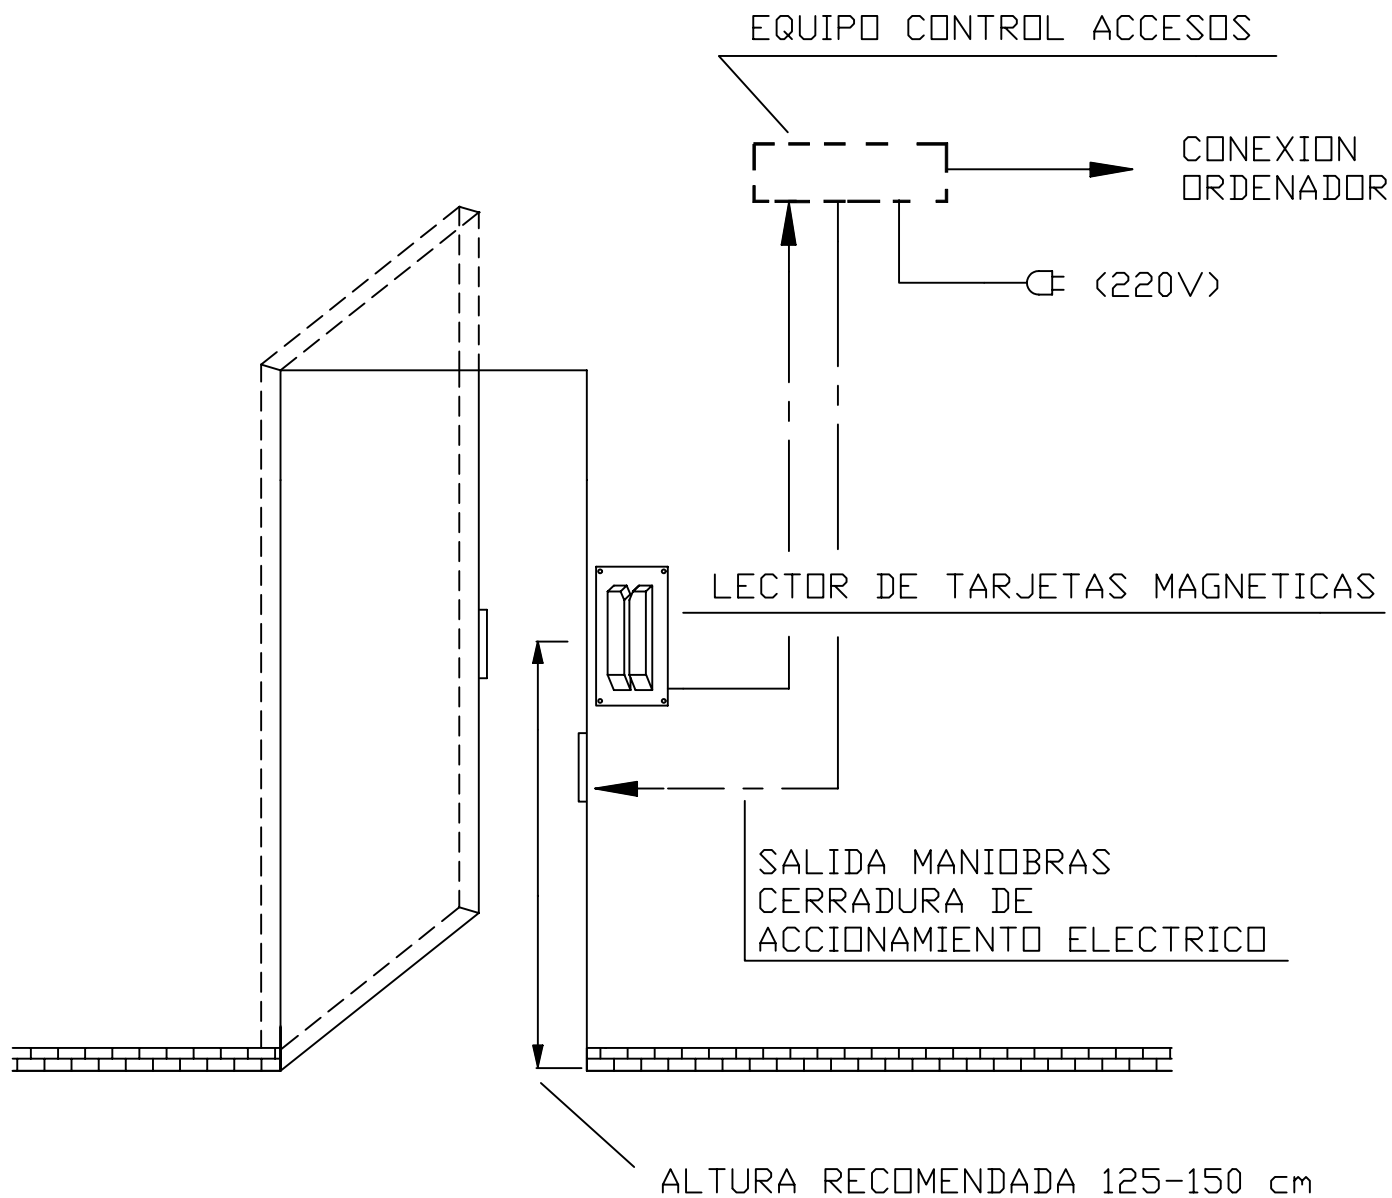 EQUIPO CONTROL ACCESOS
CONEXION
ORDENADOR
(220V)
LECTOR DE TARJETAS MAGNETICAS
SALIDA MANIOBRAS
CERRADURA DE
ACCIONAMIENTO ELECTRICO
ALTURA RECOMENDADA 125-150 cm